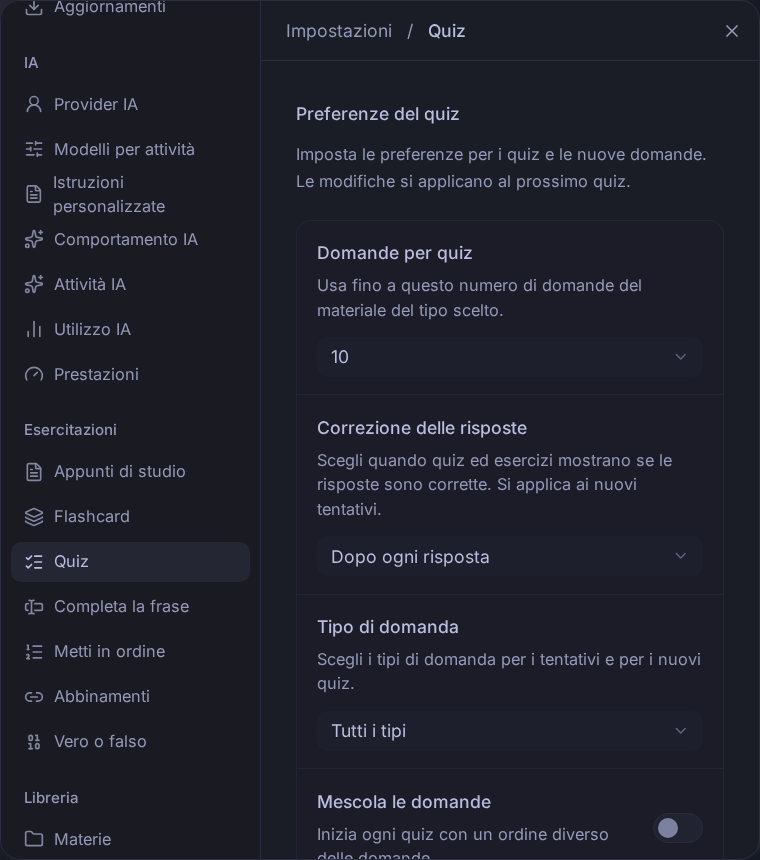 Aggiornamenti
IA
Provider IA
Modelli per attività
Istruzioni
personalizzate
Comportamento IA
Attività IA
Utilizzo IA
Prestazioni
Esercitazioni
Appunti di studio
Flashcard
Quiz
Completa la frase
Metti in ordine
Abbinamenti
Vero o falso
Libreria
Materie
Impostazioni / Quiz
Preferenze del quiz
Imposta le preferenze per i quiz e le nuove domande.
Le modifiche si applicano al prossimo quiz.
Domande per quiz
Usa fino a questo numero di domande del
materiale del tipo scelto.
10
Correzione delle risposte
Scegli quando quiz ed esercizi mostrano se le
risposte sono corrette. Si applica ai nuovi
tentativi.
Dopo ogni risposta
Tipo di domanda
Scegli i tipi di domanda per i tentativi e per i nuovi
quiz.
Tutti i tipi
Mescola le domande
Inizia ogni quiz con un ordine diverso
delle domande.